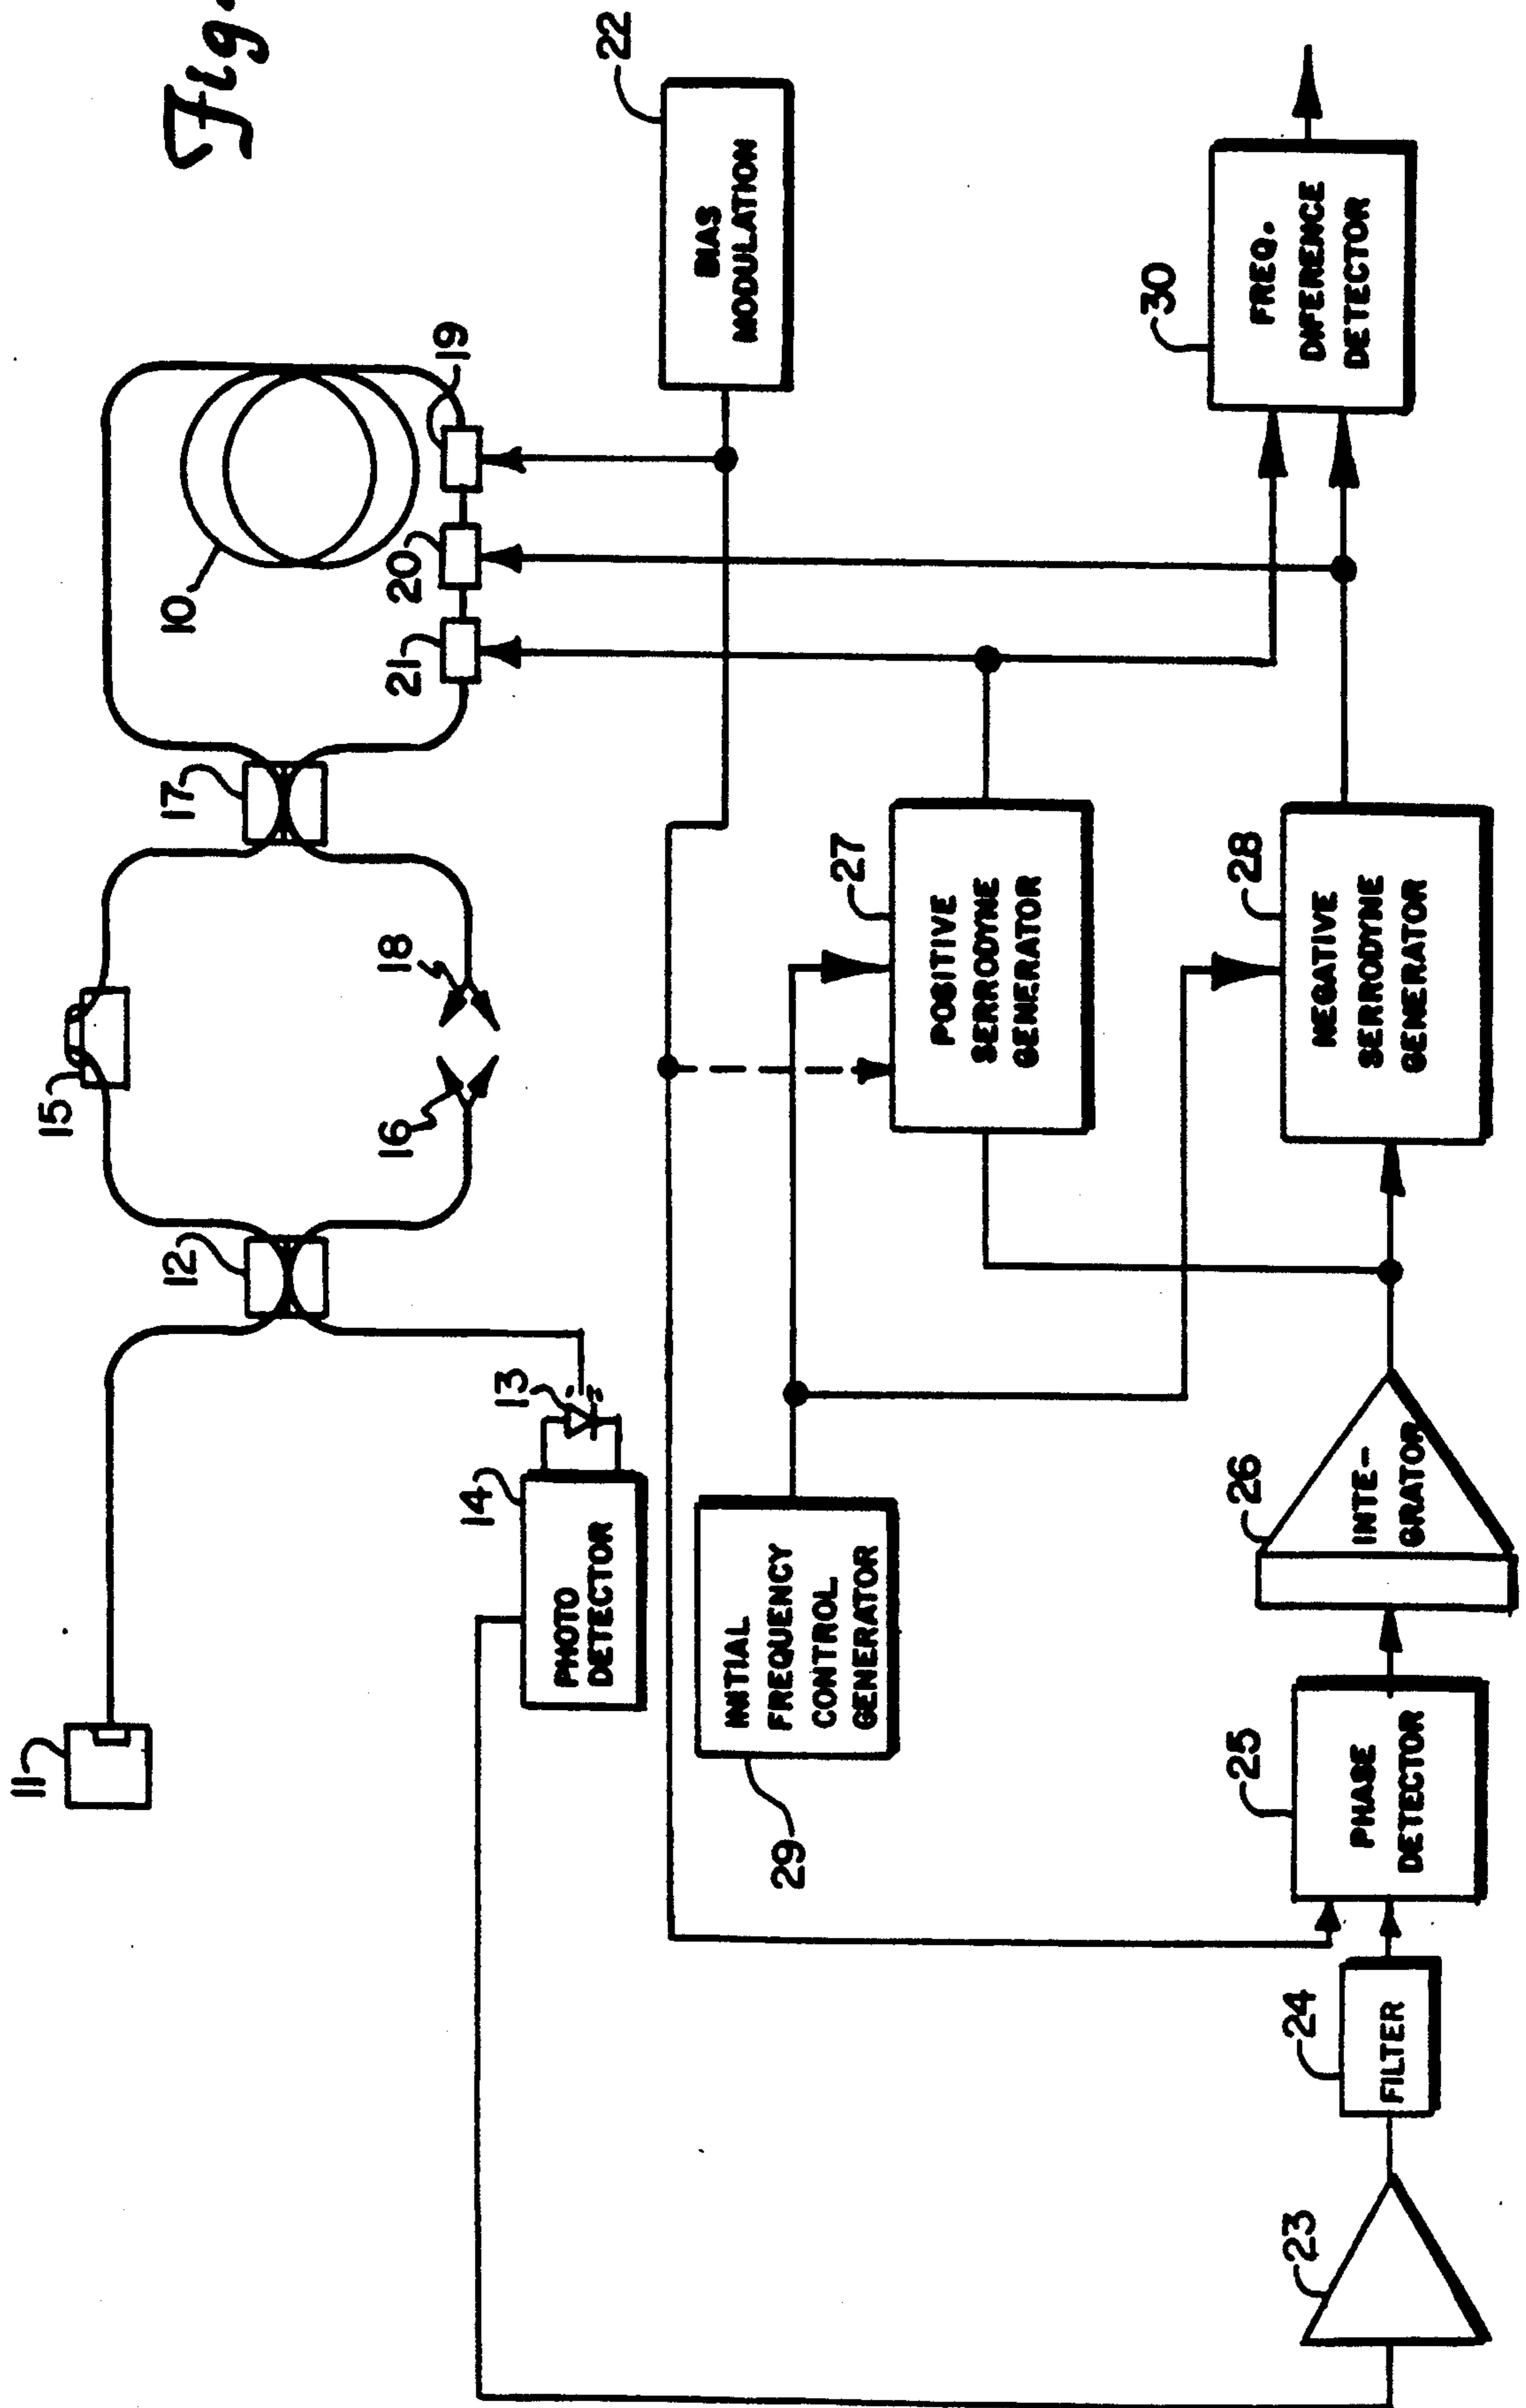 Fig.
11
12
15
17
10
16
18
21
20
19
13
14
PHOTO
DETECTOR
22
BIAS
MODULATION
29
INITIAL
FREQUENCY
CONTROL
GENERATOR
27
POSITIVE
SERRODYNE
GENERATOR
30
FREQ.
DIFERENCE
DETECTOR
23
24
FILTER
25
PHASE
DETECTOR
26
INTE-
GRATOR
28
NEGATIVE
SERRODYNE
GENERATOR